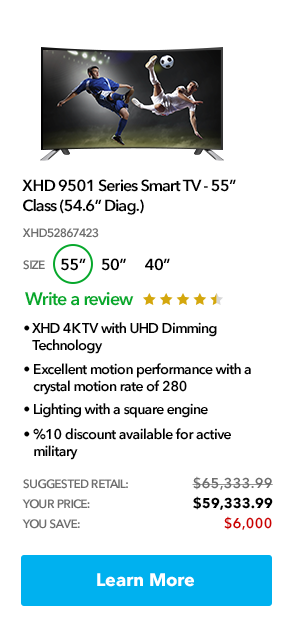 XHD 9501 Series Smart TV - 55”
Class (54.6” Diag.)
XHD52867423
SIZE 55” 50” 40”
Write a review
• XHD 4K TV with UHD Dimming
Technology
• Excellent motion performance with a
crystal motion rate of 280
• Lighting with a square engine
• %10 discount available for active
military
SUGGESTED RETAIL: $65,333.99
YOUR PRICE: $59,333.99
YOU SAVE: $6,000
Learn More